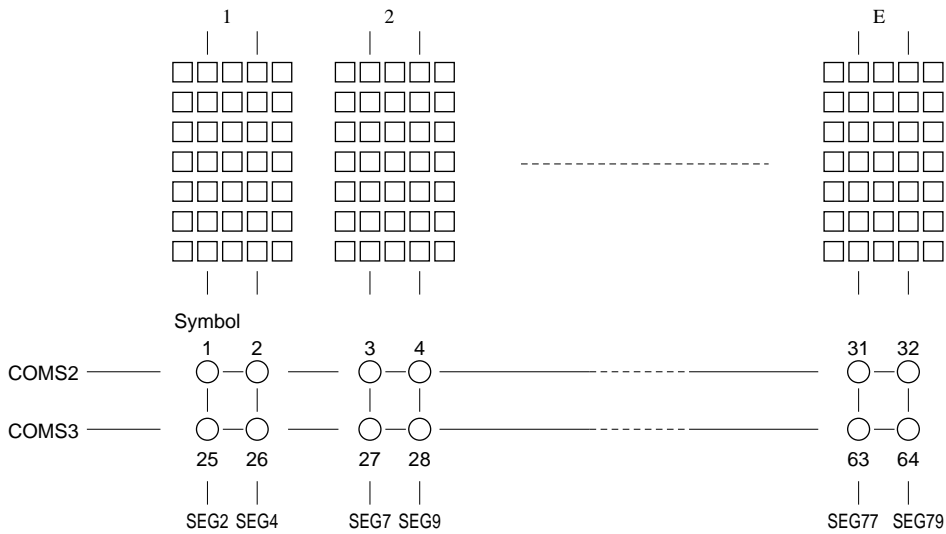 1 2 E
Symbol
1 2 3 4 31 32
COMS2
COMS3
25 26 27 28 63 64
SEG2 SEG4 SEG7 SEG9 SEG77 SEG79